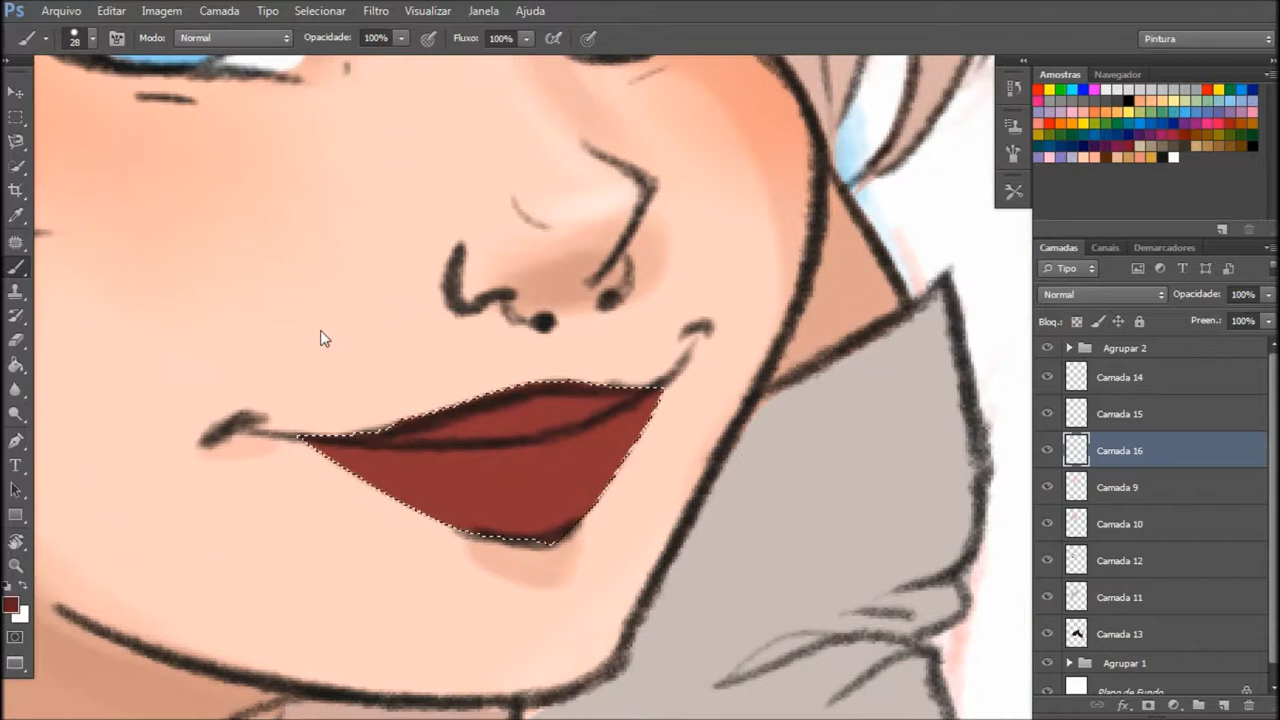 Ps Arquivo Editar Imagem Camada Tipo Selecionar Filtro Visualizar Janela Ajuda
28 Modo: Normal Opacidade: 100% Fluxo: 100% Pintura
Amostras Navegador
Camadas Canais Demarcadores
Tipo
Normal Opacidade: 100%
Bloq.: Preen.: 100%
Agrupar 2
Camada 14
Camada 15
Camada 16
Camada 9
Camada 10
Camada 12
Camada 11
Camada 13
Agrupar 1
Plano de Fundo
fx
T